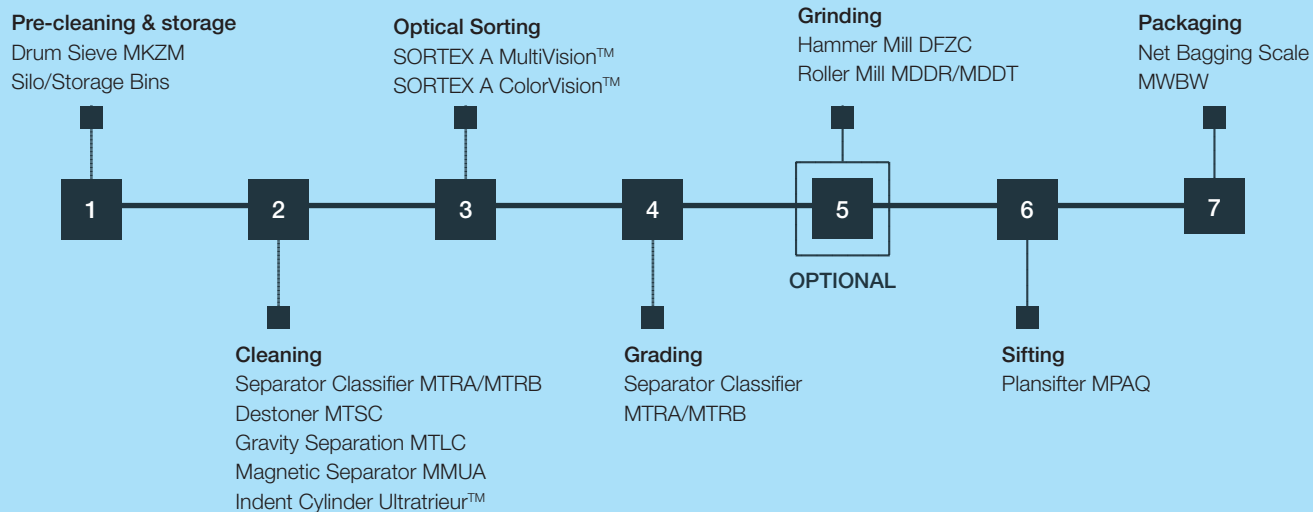 Pre-cleaning & storage
Drum Sieve MKZM
Silo/Storage Bins
Optical Sorting
SORTEX A MultiVision™
SORTEX A ColorVision™
Grinding
Hammer Mill DFZC
Roller Mill MDDR/MDDT
Packaging
Net Bagging Scale
MWBW
1
2
3
4
5
6
7
OPTIONAL
Cleaning
Separator Classifier MTRA/MTRB
Destoner MTSC
Gravity Separation MTLC
Magnetic Separator MMUA
Indent Cylinder Ultratrieur™
Grading
Separator Classifier
MTRA/MTRB
Sifting
Plansifter MPAQ